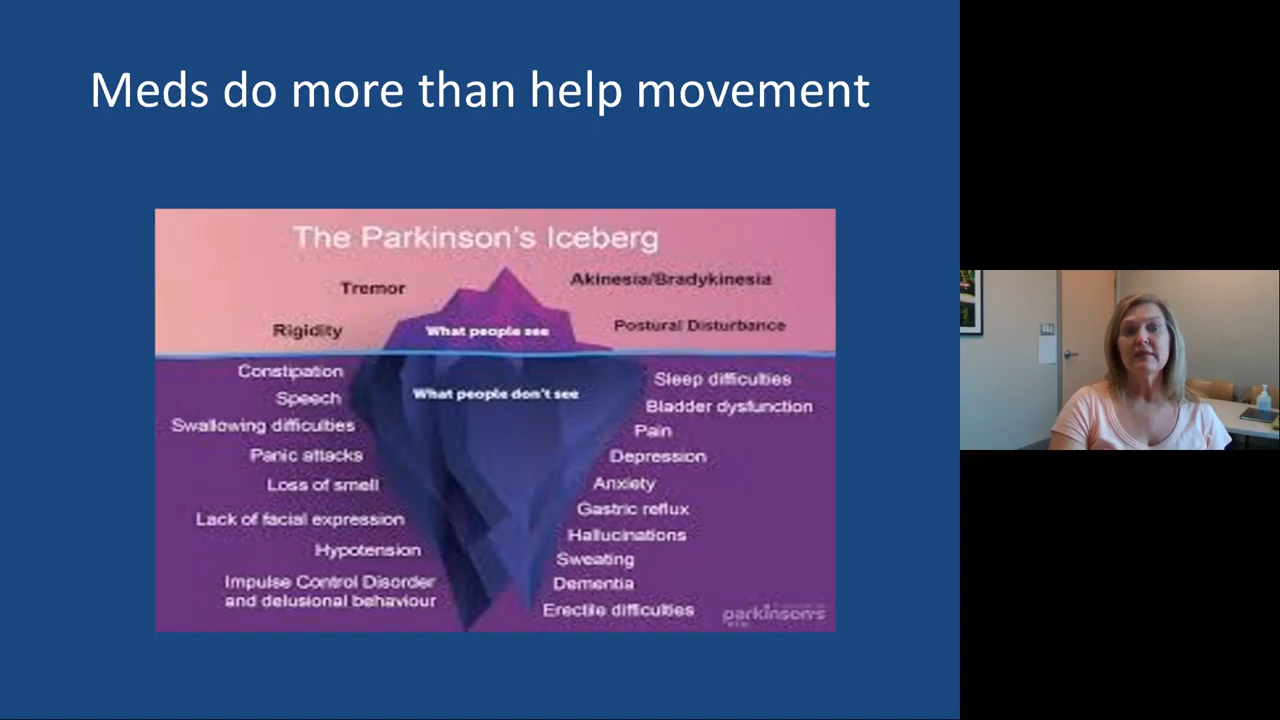 Meds do more than help movement
The Parkinson's Iceberg
Tremor
Akinesia/Bradykinesia
Rigidity
What people see
Postural Disturbance
Constipation
Speech
Swallowing difficulties
Panic attacks
Loss of smell
Lack of facial expression
Hypotension
Impulse Control Disorder
and delusional behaviour
What people don't see
Sleep difficulties
Bladder dysfunction
Pain
Depression
Anxiety
Gastric reflux
Hallucinations
Sweating
Dementia
Erectile difficulties
parkinson's